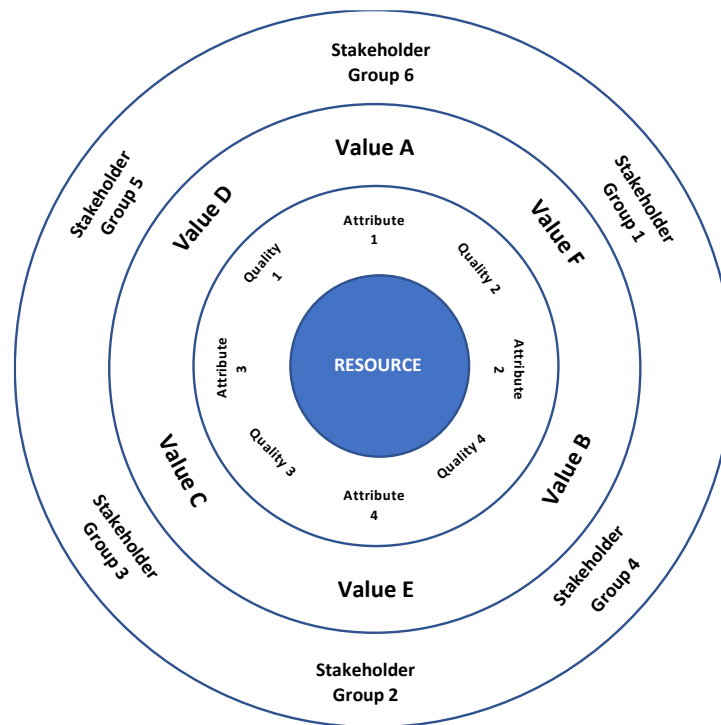 Stakeholder
Group 6
Stakeholder
Group 1
Stakeholder
Group 4
Stakeholder
Group 2
Stakeholder
Group 3
Stakeholder
Group 5
Value A
Value F
Value B
Value E
Value C
Value D
Attribute
1
Quality 2
Attribute
2
Quality 4
Attribute
4
Quality 3
Attribute
3
Quality
1
RESOURCE